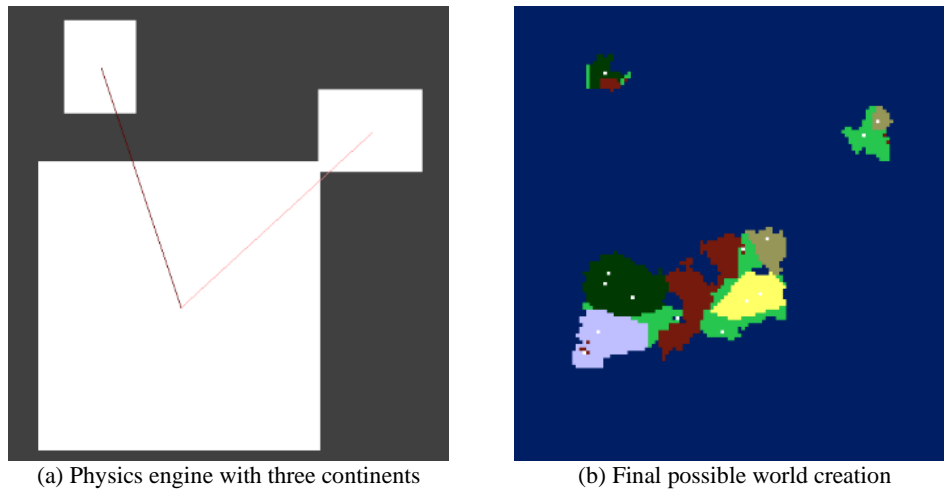 (a) Physics engine with three continents
(b) Final possible world creation